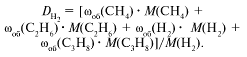 D_{H₂} = [ω_{об}(CH₄) · M(CH₄) +
ω_{об}(C₂H₆) · M(C₂H₆) + ω_{об}(H₂) · M(H₂) +
ω_{об}(C₃H₈) · M(C₃H₈)]/M(H₂).